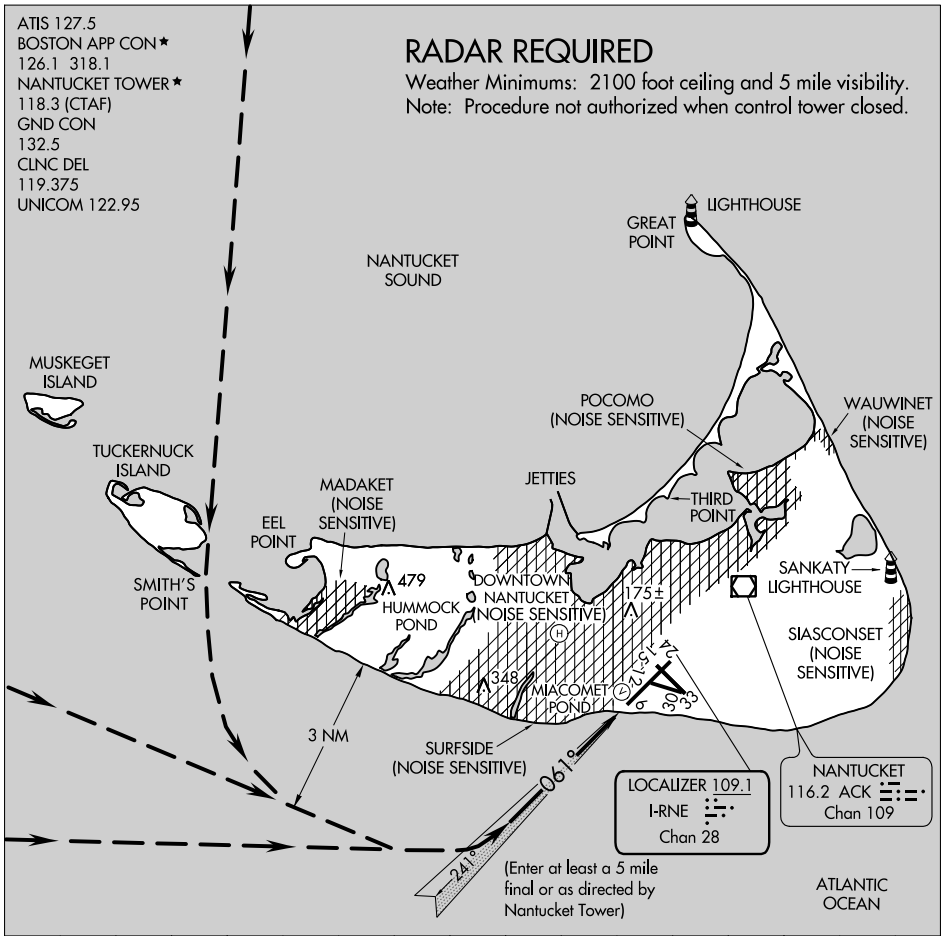 ATIS 127.5
BOSTON APP CON★
126.1 318.1
NANTUCKET TOWER★
118.3 (CTAF)
GND CON
132.5
CLNC DEL
119.375
UNICOM 122.95
RADAR REQUIRED
Weather Minimums: 2100 foot ceiling and 5 mile visibility.
Note: Procedure not authorized when control tower closed.
LIGHTHOUSE
GREAT
POINT
NANTUCKET
SOUND
MUSKEGET
ISLAND
POCOMO
(NOISE SENSITIVE)
WAUWINET
(NOISE
SENSITIVE)
TUCKERNUCK
ISLAND
MADAKET
(NOISE
SENSITIVE)
JETTIES
THIRD
POINT
EEL
POINT
SMITH'S
POINT
479
HUMMOCK
POND
DOWNTOWN
NANTUCKET
(NOISE SENSITIVE)
H
175±
SANKATY
LIGHTHOUSE
SIASCONSET
(NOISE
SENSITIVE)
348
MIACOMET
POND
V
15
12
24
6
30
33
3 NM
SURFSIDE
(NOISE SENSITIVE)
061°
241°
LOCALIZER 109.1
I-RNE
Chan 28
NANTUCKET
116.2 ACK
Chan 109
(Enter at least a 5 mile
final or as directed by
Nantucket Tower)
ATLANTIC
OCEAN